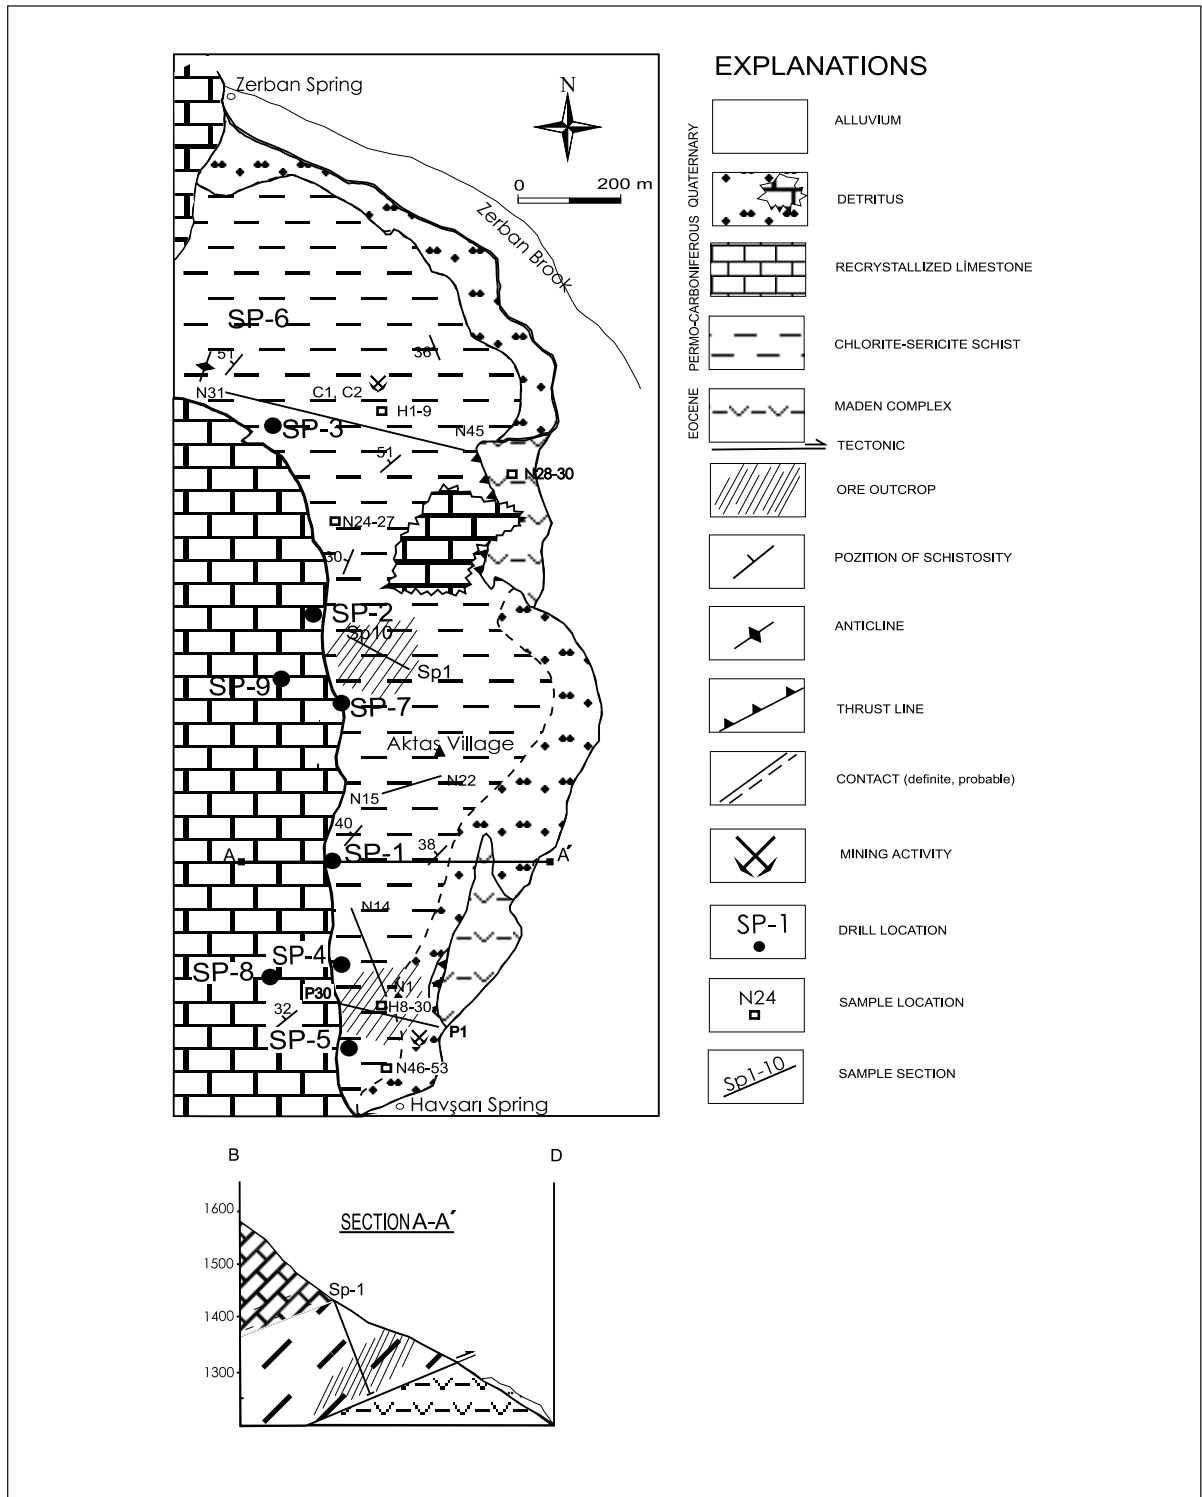 EXPLANATIONS
Zerban Spring
N
0 200 m
Zerban Brook
SP-6
51
36
N31
C1, C2
H1-9
SP-3
N45
51
N28-30
N24-27
30
SP-2
Sp10
Sp1
SP-9
SP-7
Aktaş Village
N22
N15
40
38
A
SP-1
A´
N14
SP-4
SP-8
N1
P30
H8-30
32
P1
SP-5
N46-53
Havşarı Spring
EOCENE PERMO-CARBONIFEROUS QUATERNARY
ALLUVIUM
DETRITUS
RECRYSTALLIZED LİMESTONE
CHLORITE-SERICITE SCHIST
MADEN COMPLEX
TECTONIC
ORE OUTCROP
POZITION OF SCHISTOSITY
ANTICLINE
THRUST LINE
CONTACT (definite, probable)
MINING ACTIVITY
SP-1
DRILL LOCATION
N24
SAMPLE LOCATION
Sp1-10
SAMPLE SECTION
B D
1600
SECTION A-A´
1500
Sp-1
1400
1300